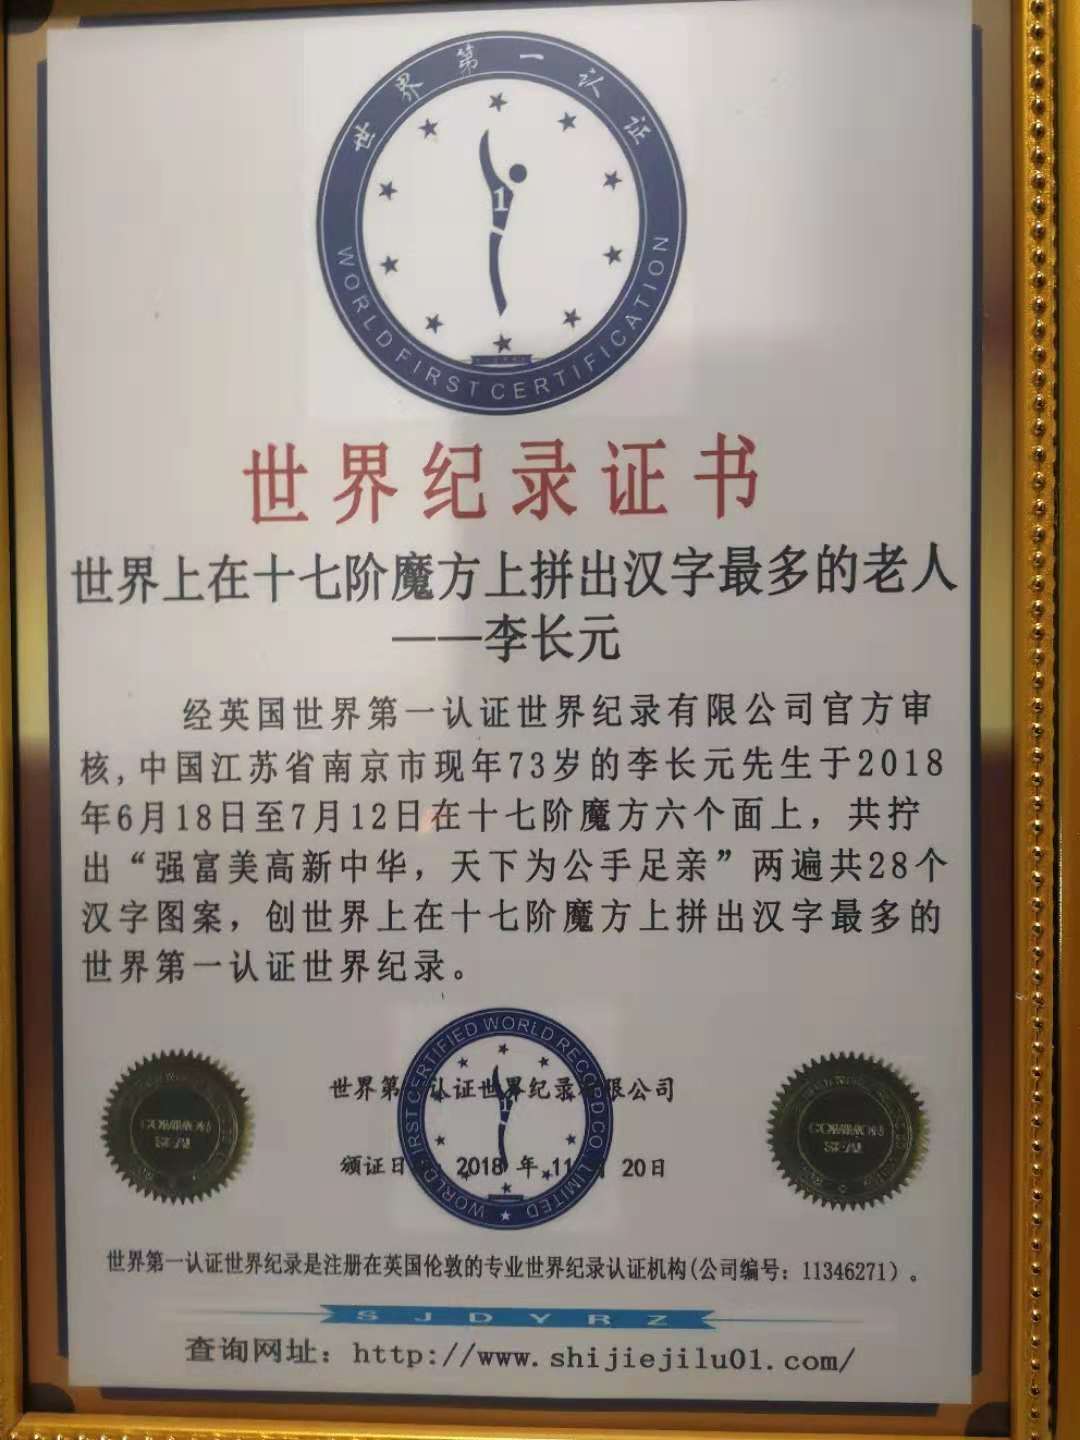 世界第一认证
WORLD FIRST CERTIFICATION
1
世界纪录证书
世界上在十七阶魔方上拼出汉字最多的老人
——李长元
经英国世界第一认证世界纪录有限公司官方审
核,中国江苏省南京市现年73岁的李长元先生于2018
年6月18日至7月12日在十七阶魔方六个面上，共拧
出“强富美高新中华，天下为公手足亲”两遍共28个
汉字图案，创世界上在十七阶魔方上拼出汉字最多的
世界第一认证世界纪录。
WORLD FIRST CERTIFIED WORLD RECORD CO. LIMITED
1
世界第 认证世界纪录有限公司
颁证日 2018 年 11 20日
COMMON
SEAL
COMMON
SEAL
世界第一认证世界纪录是注册在英国伦敦的专业世界纪录认证机构(公司编号：11346271）。
S J D Y R Z
查询网址：http://www.shijiejilu01.com/